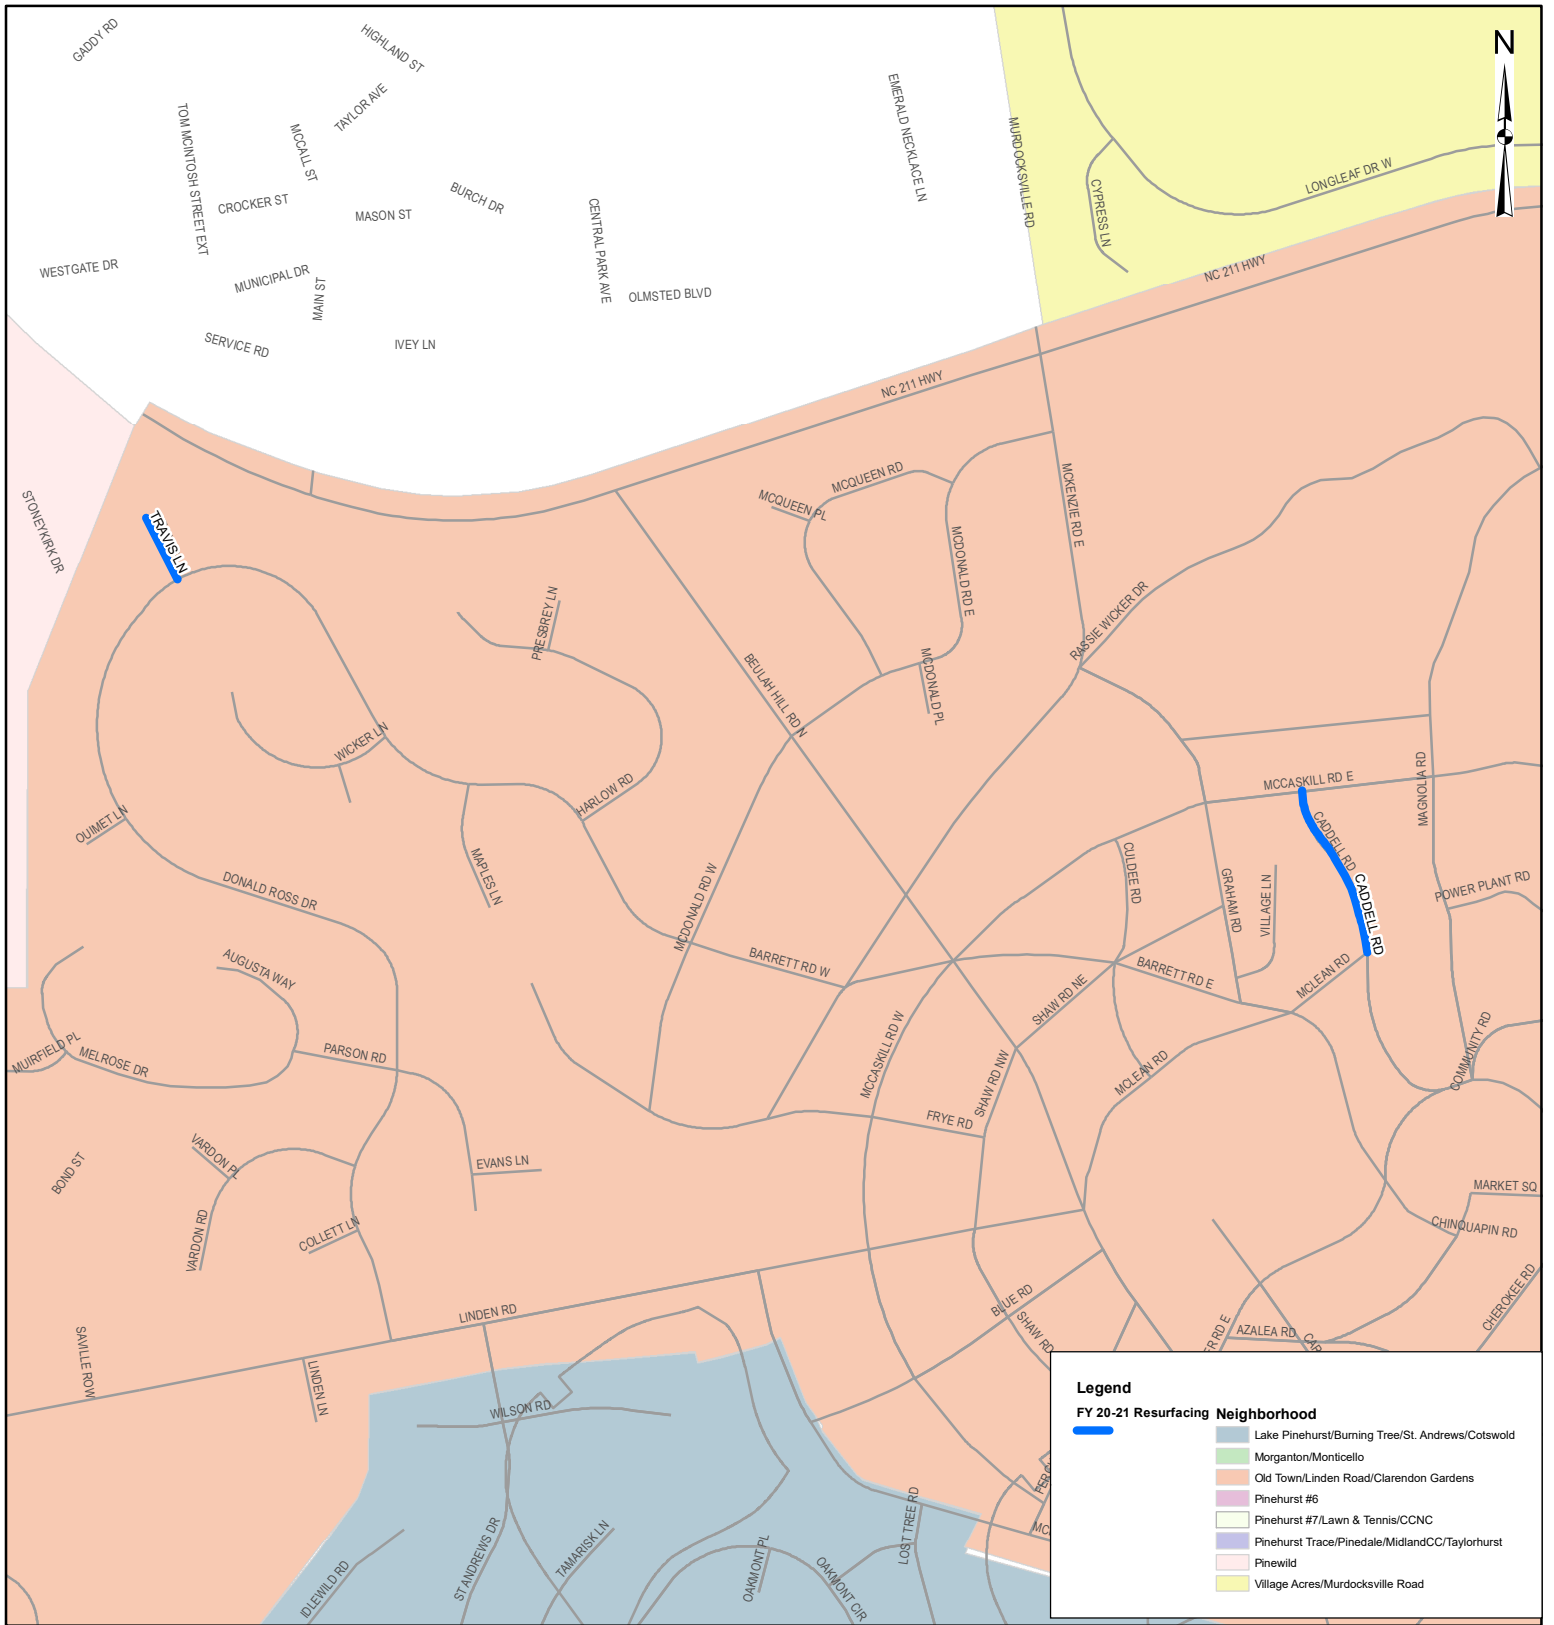 GADDY RD
HIGHLAND ST
TAYLOR AVE
TOM MCINTOSH STREET EXT
MCCALL ST
CROCKER ST
MASON ST
BURCH DR
EMERALD NECKLACE LN
MURDOCKSVILLE RD
CYPRESS LN
LONGLEAF DR W
N
WESTGATE DR
MUNICIPAL DR
MAIN ST
CENTRAL PARK AVE
OLMSTED BLVD
NC 211 HWY
SERVICE RD
IVEY LN
NC 211 HWY
STONEYKIRK DR
TRAVIS LN
MCQUEEN RD
MCQUEEN PL
MCKENZIE RD E
MCDONALD RD E
PRESBREY LN
RASSIE WICKER DR
BEULAH HILL RD N
MCDONALD PL
WICKER LN
HARLOW RD
MCCASKILL RD E
MAGNOLIA RD
OUIMET LN
CADDELL RD
CADDELL RD
MAPLES LN
CULDEE RD
GRAHAM RD
VILLAGE LN
POWER PLANT RD
DONALD ROSS DR
MCDONALD RD W
BARRETT RD W
BARRETT RD E
MCLEAN RD
AUGUSTA WAY
SHAW RD NE
MUIRFIELD PL
MELROSE DR
PARSON RD
MCCASKILL RD W
SHAW RD NW
MCLEAN RD
COMMUNITY RD
FRYE RD
VARDON PL
EVANS LN
BOND ST
MARKET SQ
VARDON RD
COLLETT LN
CHINQUAPIN RD
LINDEN RD
BLUE RD
SHAW RD
CHEROKEE RD
ER RD E
AZALEA RD
CAR
SAVILLE ROW
LINDEN LN
WILSON RD
FERG
MC
LOST TREE RD
ST ANDREWS DR
TAMARISK LN
OAKMONT PL
OAKMONT CIR
IDLEWILD RD
Legend
FY 20-21 Resurfacing
Neighborhood
Lake Pinehurst/Burning Tree/St. Andrews/Cotswold
Morganton/Monticello
Old Town/Linden Road/Clarendon Gardens
Pinehurst #6
Pinehurst #7/Lawn & Tennis/CCNC
Pinehurst Trace/Pinedale/MidlandCC/Taylorhurst
Pinewild
Village Acres/Murdocksville Road